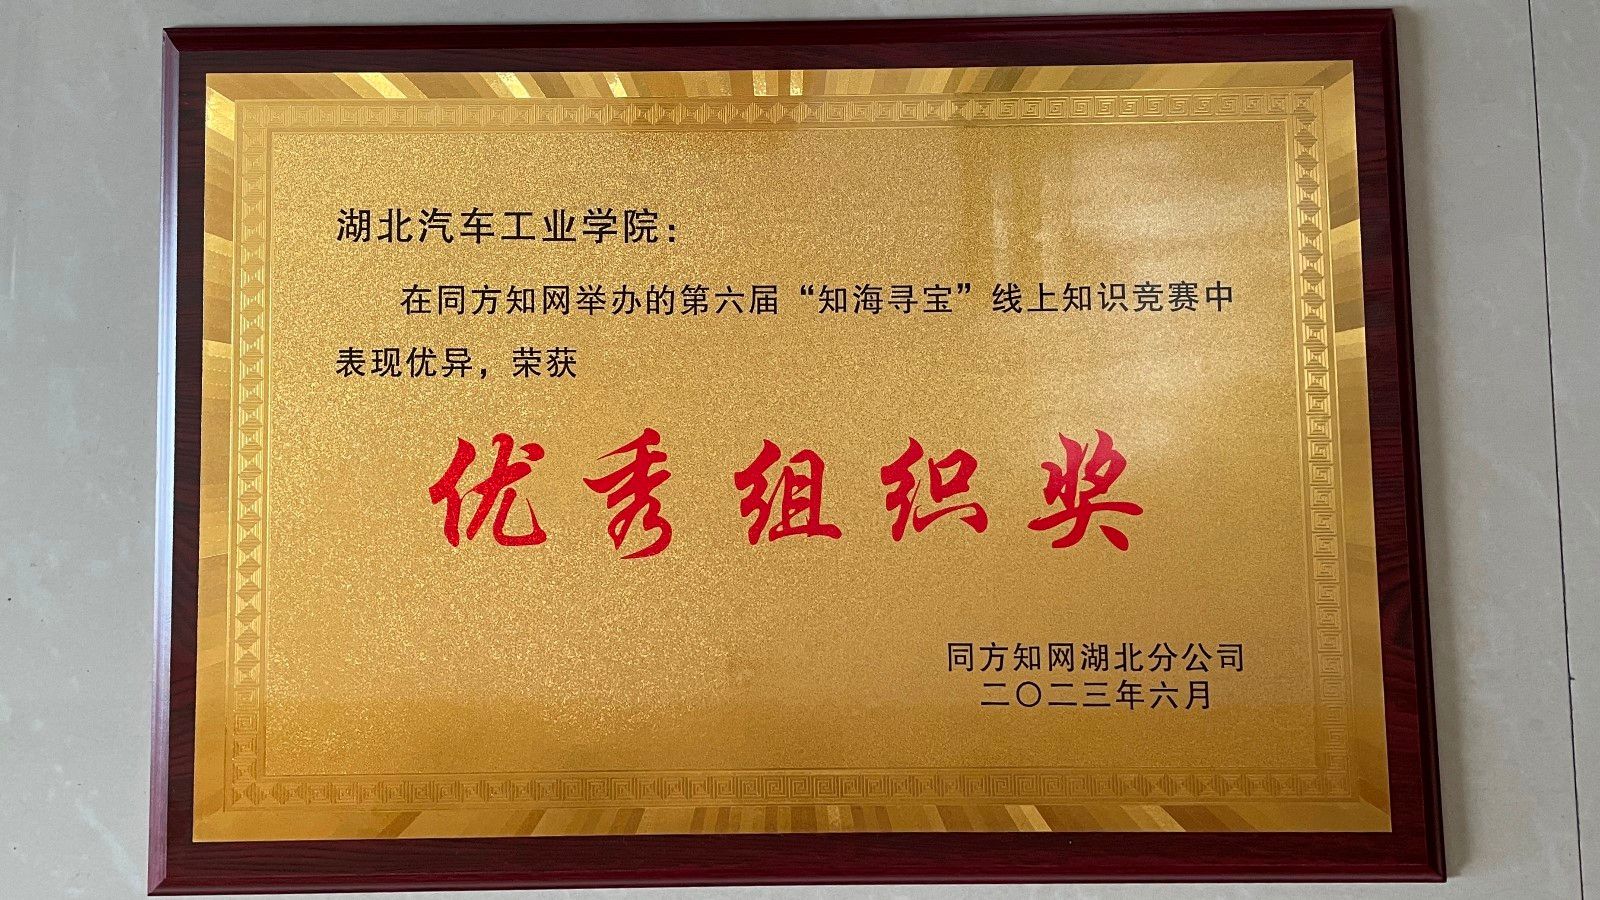 湖北汽车工业学院：
在同方知网举办的第六届“知海寻宝”线上知识竞赛中
表现优异，荣获
优秀组织奖
同方知网湖北分公司
二〇二三年六月